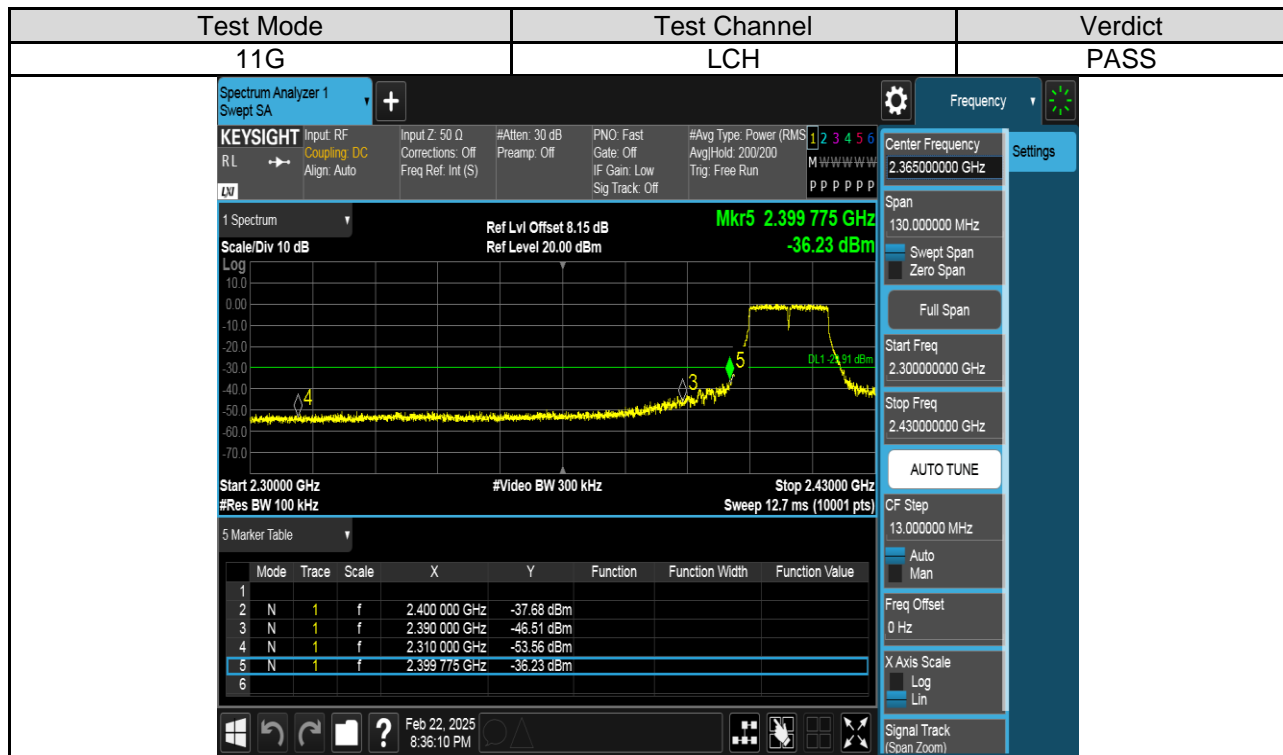 Test Mode Test Channel Verdict
11G LCH PASS
Spectrum Analyzer 1
Swept SA
Frequency
KEYSIGHT Input: RF Input Z: 50 Ω #Atten: 30 dB PNO: Fast #Avg Type: Power (RMS 1 2 3 4 5 6
RL Coupling: DC Corrections: Off Preamp: Off Gate: Off Avg|Hold: 200/200 M W W W W W
Align: Auto Freq Ref: Int (S) IF Gain: Low Trig: Free Run
LXI Sig Track: Off P P P P P P
Center Frequency
2.365000000 GHz
Settings
Span
130.000000 MHz
Swept Span
Zero Span
Full Span
Start Freq
2.300000000 GHz
Stop Freq
2.430000000 GHz
AUTO TUNE
CF Step
13.000000 MHz
Auto
Man
Freq Offset
0 Hz
X Axis Scale
Log
Lin
Signal Track
(Span Zoom)
1 Spectrum
Ref Lvl Offset 8.15 dB Mkr5 2.399 775 GHz
Scale/Div 10 dB Ref Level 20.00 dBm -36.23 dBm
Log
10.0
0.00
-10.0
-20.0
-30.0
-40.0
-50.0
-60.0
-70.0
5
3
4
Start 2.30000 GHz #Video BW 300 kHz Stop 2.43000 GHz
#Res BW 100 kHz Sweep 12.7 ms (10001 pts)
5 Marker Table
Mode Trace Scale X Y Function Function Width Function Value
1
2 N 1 f 2.400 000 GHz -37.68 dBm
3 N 1 f 2.390 000 GHz -46.51 dBm
4 N 1 f 2.310 000 GHz -53.56 dBm
5 N 1 f 2.399 775 GHz -36.23 dBm
6
? Feb 22, 2025
8:36:10 PM